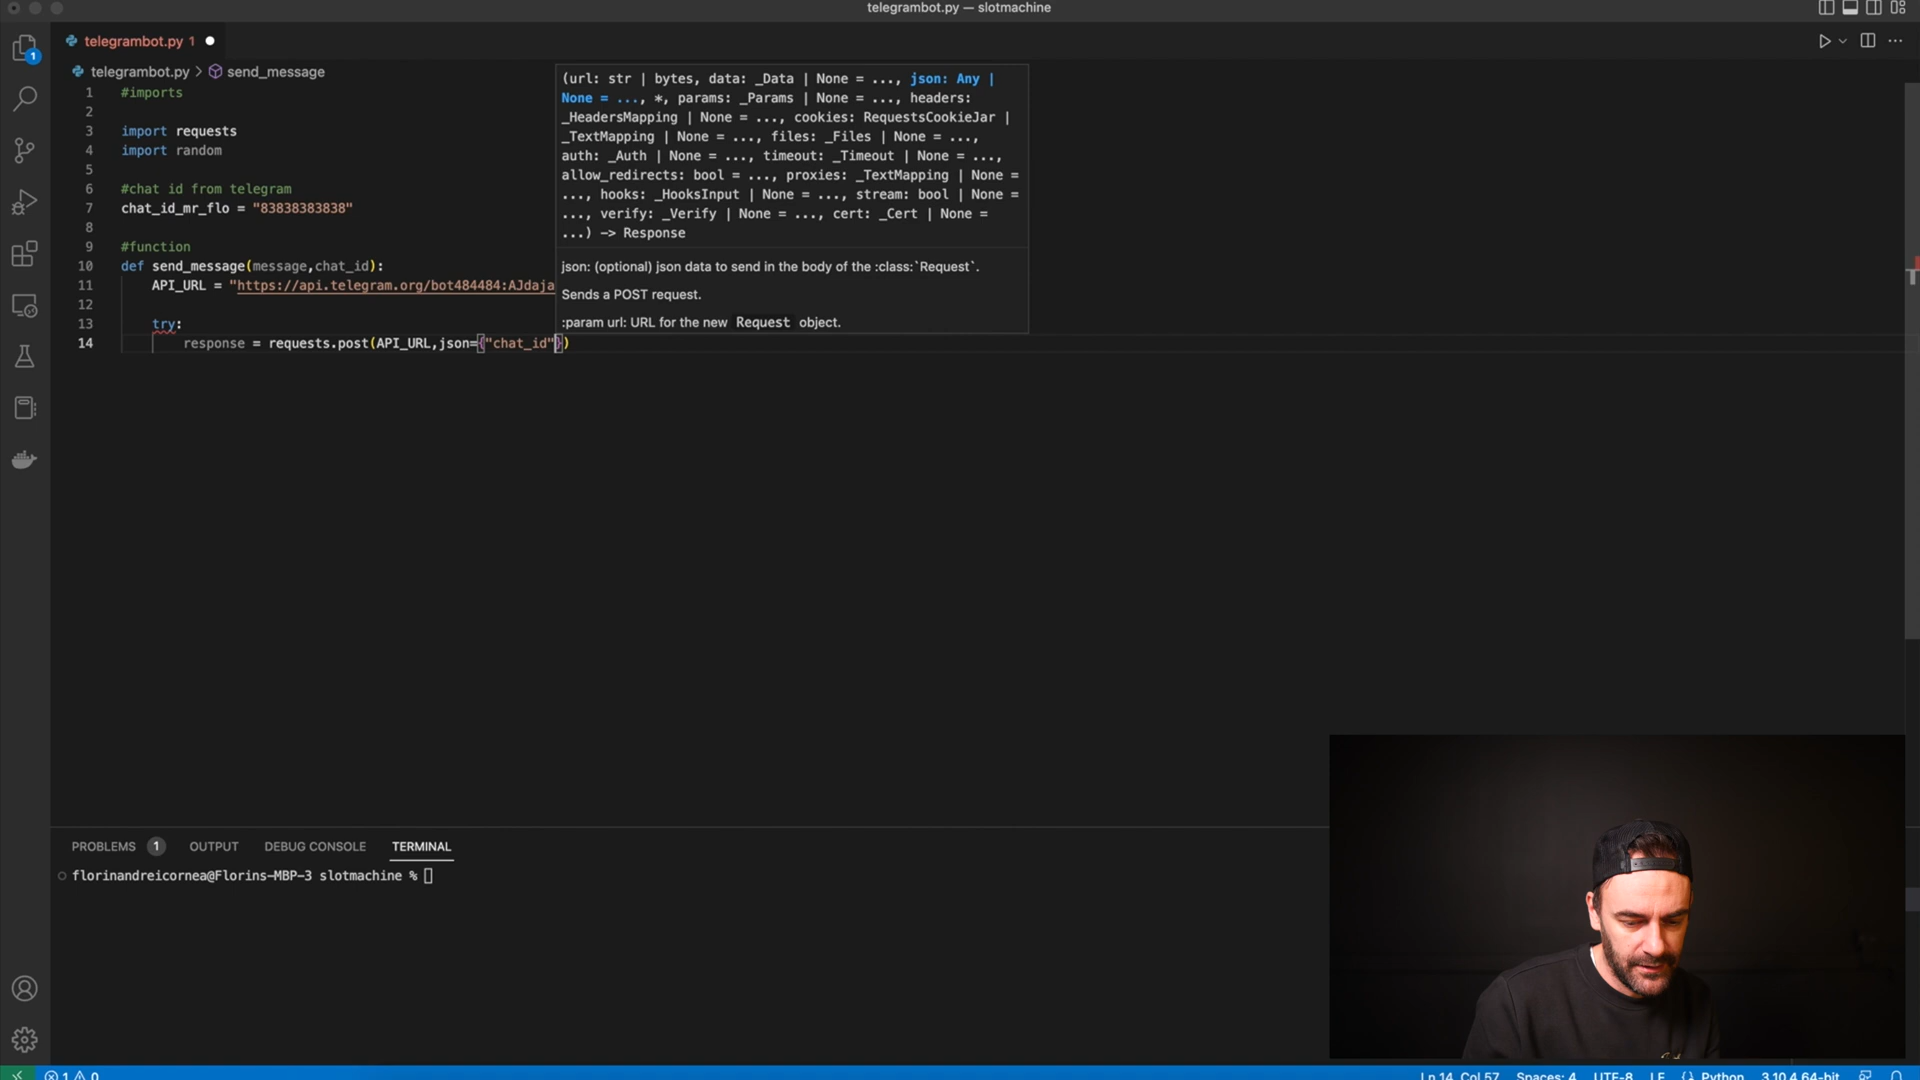 telegrambot.py — slotmachine
telegrambot.py 1
telegrambot.py > send_message
1 #imports
2
3 import requests
4 import random
5
6 #chat id from telegram
7 chat_id_mr_flo = "83838383838"
8
9 #function
10 def send_message(message,chat_id):
11 API_URL = "https://api.telegram.org/bot484484:AJdaja
12
13 try:
14 response = requests.post(API_URL,json={"chat_id"})
(url: str | bytes, data: _Data | None = ..., json: Any |
None = ..., *, params: _Params | None = ..., headers:
_HeadersMapping | None = ..., cookies: RequestsCookieJar |
_TextMapping | None = ..., files: _Files | None = ...,
auth: _Auth | None = ..., timeout: _Timeout | None = ...,
allow_redirects: bool = ..., proxies: _TextMapping | None =
..., hooks: _HooksInput | None = ..., stream: bool | None =
..., verify: _Verify | None = ..., cert: _Cert | None =
...) -> Response
json: (optional) json data to send in the body of the :class:`Request`.
Sends a POST request.
:param url: URL for the new Request object.
PROBLEMS 1 OUTPUT DEBUG CONSOLE TERMINAL
florinandreicornea@Florins-MBP-3 slotmachine %
1 0 Ln 14, Col 57 Spaces: 4 UTF-8 LF {} Python 3.10.4 64-bit